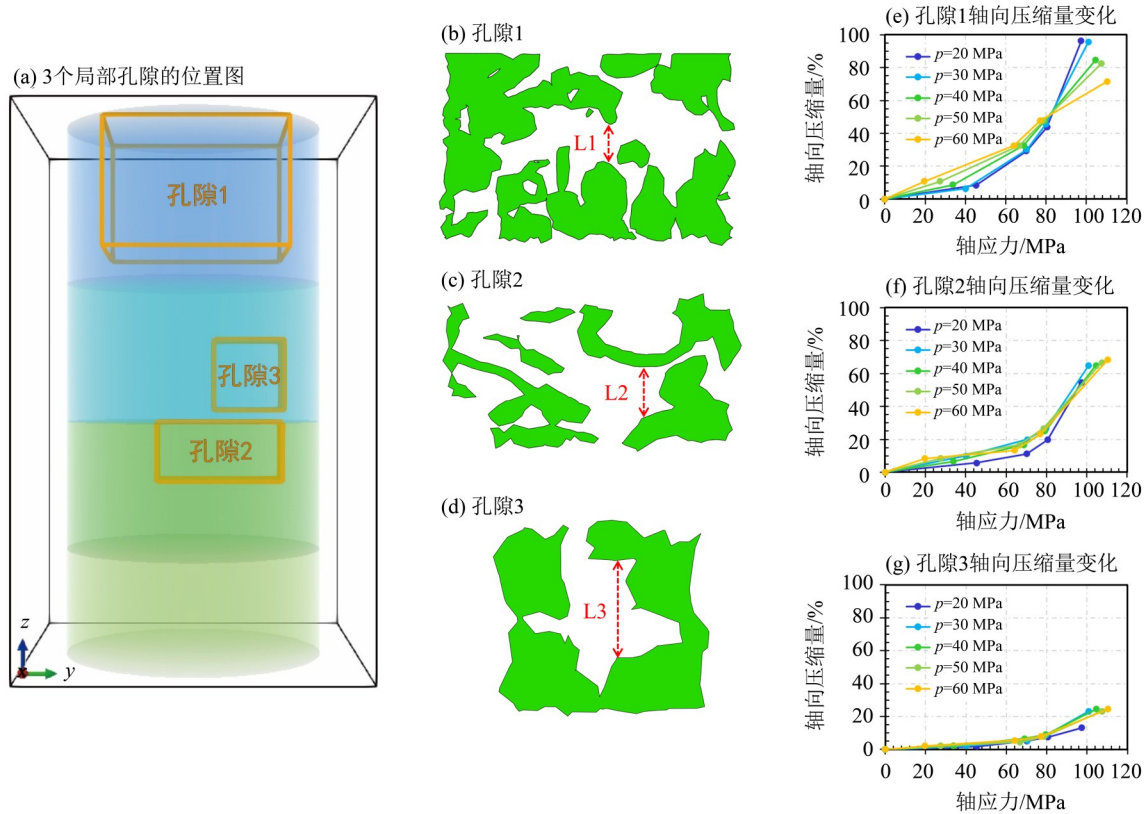 (a) 3个局部孔隙的位置图
孔隙1
孔隙3
孔隙2
z
x
y
(b) 孔隙1
L1
(c) 孔隙2
L2
(d) 孔隙3
L3
(e) 孔隙1轴向压缩量变化
轴向压缩量/%
100
80
60
40
20
0
p=20 MPa
p=30 MPa
p=40 MPa
p=50 MPa
p=60 MPa
0 20 40 60 80 100 120
轴应力/MPa
(f) 孔隙2轴向压缩量变化
轴向压缩量/%
100
80
60
40
20
0
p=20 MPa
p=30 MPa
p=40 MPa
p=50 MPa
p=60 MPa
0 20 40 60 80 100 120
轴应力/MPa
(g) 孔隙3轴向压缩量变化
轴向压缩量/%
100
80
60
40
20
0
p=20 MPa
p=30 MPa
p=40 MPa
p=50 MPa
p=60 MPa
0 20 40 60 80 100 120
轴应力/MPa